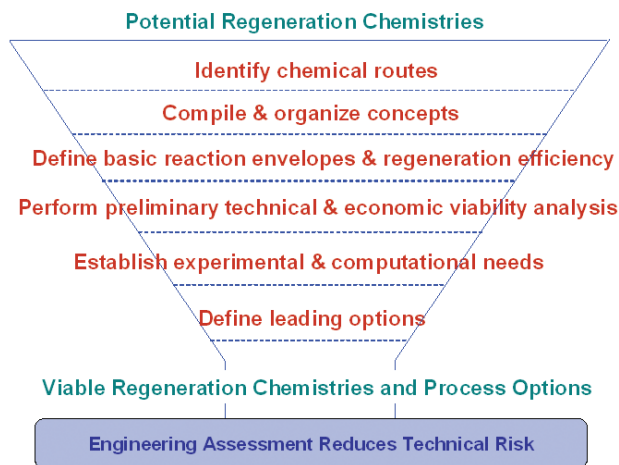 Potential Regeneration Chemistries
Identify chemical routes
Compile & organize concepts
Define basic reaction envelopes & regeneration efficiency
Perform preliminary technical & economic viability analysis
Establish experimental & computational needs
Define leading options
Viable Regeneration Chemistries and Process Options
Engineering Assessment Reduces Technical Risk